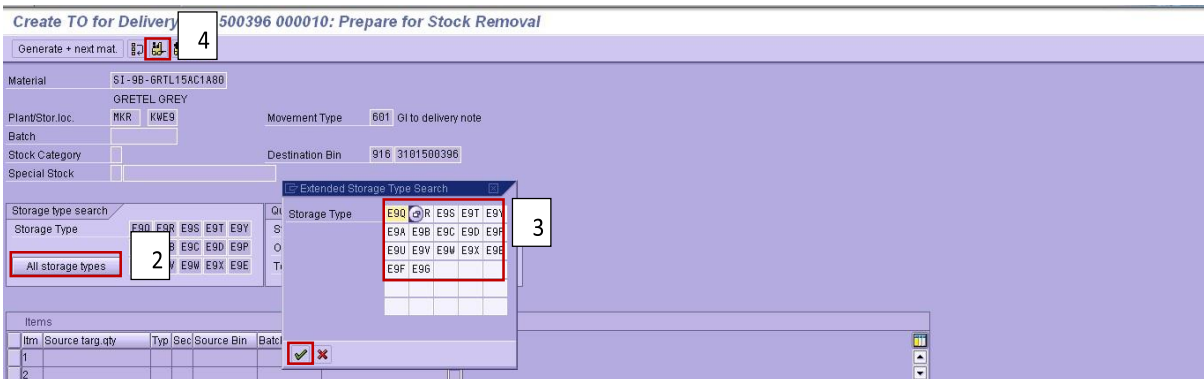 Create TO for Delivery 500396 000010: Prepare for Stock Removal
4
Generate + next mat.
Material SI-9B-GRTL15AC1A80
GRETEL GREY
Plant/Stor.loc. MKR KWE9 Movement Type 601 GI to delivery note
Batch
Stock Category Destination Bin 916 3101500396
Special Stock
Extended Storage Type Search
Storage type search
Storage Type E9Q E9R E9S E9T E9Y
E9C E9D E9P
All storage types E9W E9X E9E
2
Storage Type E9Q R E9S E9T E9Y
E9A E9B E9C E9D E9P
E9U E9V E9W E9X E9E
E9F E9G
3
Items
Itm Source targ.qty Typ Sec Source Bin Batch
1
2